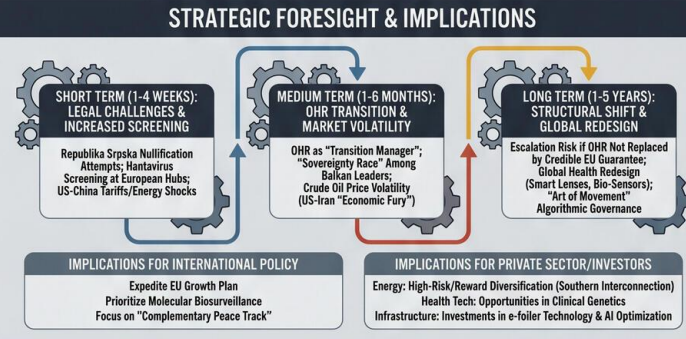 STRATEGIC FORESIGHT & IMPLICATIONS
SHORT TERM (1-4 WEEKS):
LEGAL CHALLENGES &
INCREASED SCREENING
Republika Srpska Nullification
Attempts; Hantavirus
Screening at European Hubs;
US-China Tariffs/Energy Shocks
MEDIUM TERM (1-6 MONTHS):
OHR TRANSITION &
MARKET VOLATILITY
OHR as “Transition Manager”;
“Sovereignty Race” Among
Balkan Leaders;
Crude Oil Price Volatility
(US-Iran “Economic Fury”)
LONG TERM (1-5 YEARS):
STRUCTURAL SHIFT &
GLOBAL REDESIGN
Escalation Risk if OHR Not Replaced
by Credible EU Guarantee;
Global Health Redesign
(Smart Lenses, Bio-Sensors);
“Art of Movement”
Algorithmic Governance
IMPLICATIONS FOR INTERNATIONAL POLICY
Expedite EU Growth Plan
Prioritize Molecular Biosurveillance
Focus on "Complementary Peace Track"
IMPLICATIONS FOR PRIVATE SECTOR/INVESTORS
Energy: High-Risk/Reward Diversification (Southern Interconnection)
Health Tech: Opportunities in Clinical Genetics
Infrastructure: Investments in e-foiler Technology & AI Optimization